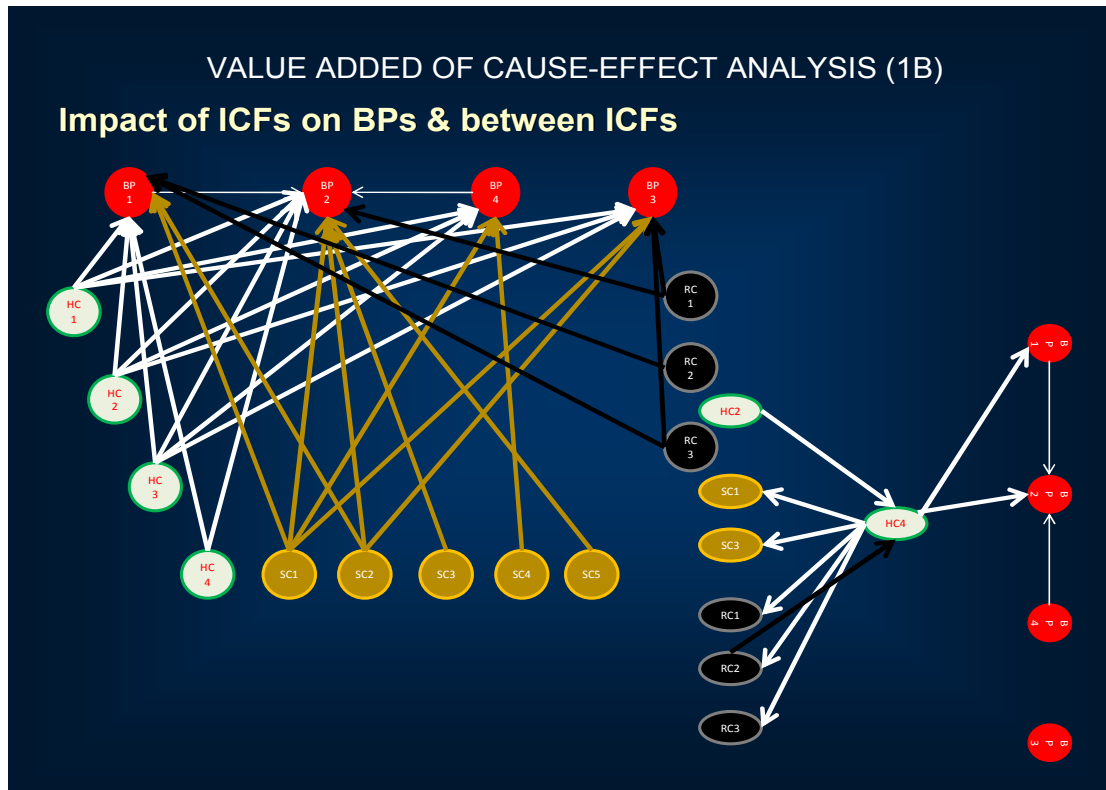 VALUE ADDED OF CAUSE-EFFECT ANALYSIS (1B)
Impact of ICFs on BPs & between ICFs
BP
1
BP
2
BP
4
BP
3
HC
1
HC
2
HC
3
HC
4
SC1
SC2
SC3
SC4
SC5
RC
1
RC
2
RC
3
HC2
SC1
SC3
RC1
RC2
RC3
HC4
B
P
1
B
P
2
B
P
4
B
P
3